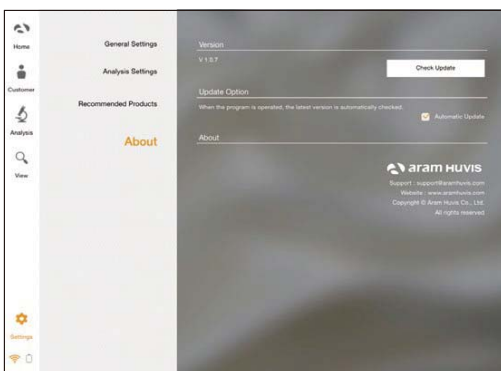 Home
Customer
Analysis
View
Settings
General Settings
Analysis Settings
Recommended Products
About
Version
V 1.0.7
Check Update
Update Option
When the program is operated, the latest version is automatically checked.
Automatic Update
About
aram HUVIS
Support : support@aramhuvis.com
Website : www.aramhuvis.com
Copyright © Aram Huvis Co., Ltd.
All rights reserved